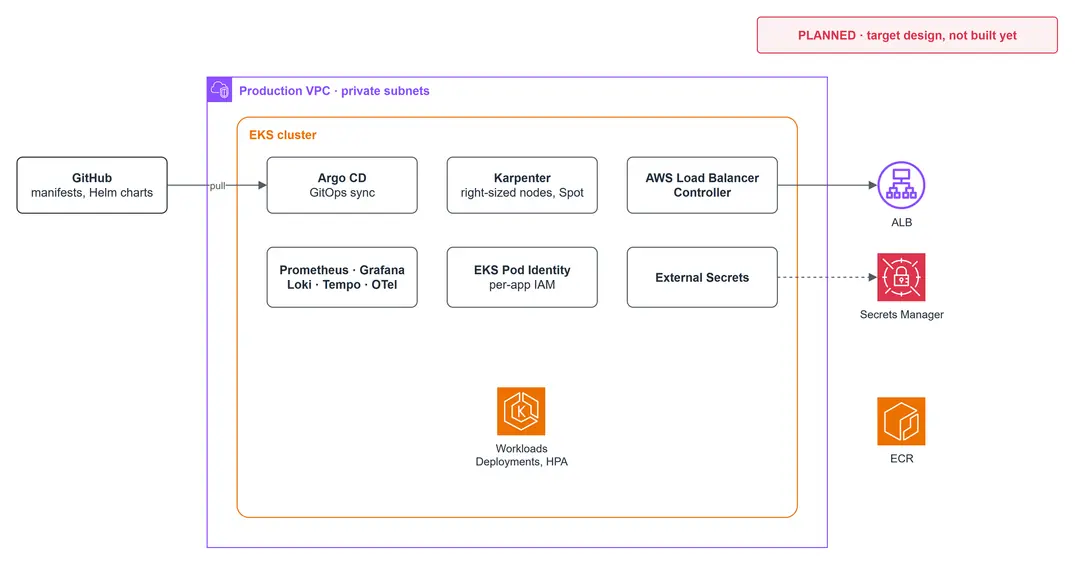 PLANNED · target design, not built yet
Production VPC · private subnets
EKS cluster
GitHub
manifests, Helm charts
pull
Argo CD
GitOps sync
Karpenter
right-sized nodes, Spot
AWS Load Balancer
Controller
ALB
Prometheus · Grafana
Loki · Tempo · OTel
EKS Pod Identity
per-app IAM
External Secrets
Secrets Manager
K
Workloads
Deployments, HPA
ECR